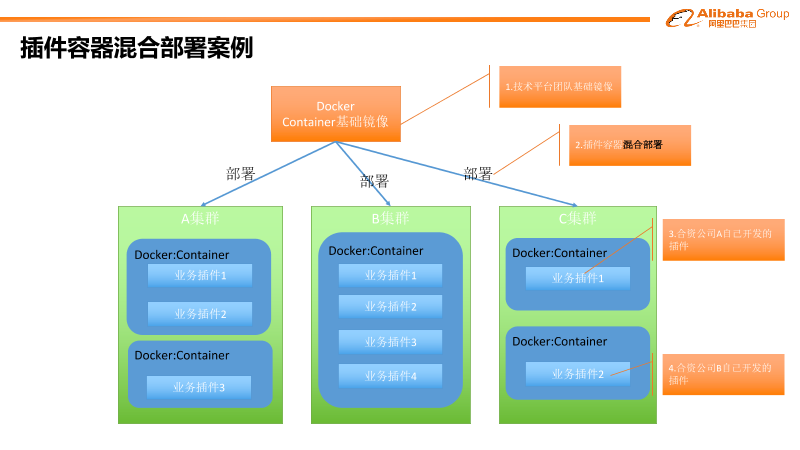 Alibaba Group
阿里巴巴集团
插件容器混合部署案例
Docker
Container基础镜像
1.技术平台团队基础镜像
2.插件容器混合部署
部署
部署
部署
A集群
Docker:Container
业务插件1
业务插件2
Docker:Container
业务插件3
B集群
Docker:Container
业务插件1
业务插件2
业务插件3
业务插件4
C集群
Docker:Container
业务插件1
Docker:Container
业务插件2
3.合资公司A自己开发的
插件
4.合资公司B自己开发的
插件